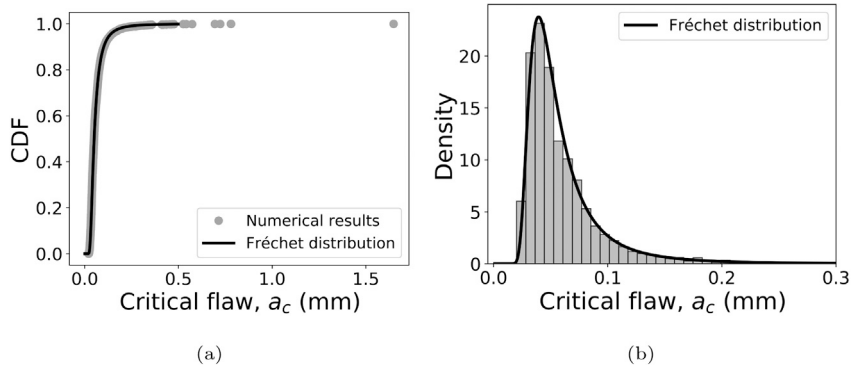 1.0
0.8
0.6
0.4
0.2
0.0
CDF
Numerical results
Fréchet distribution
0.0 0.5 1.0 1.5
Critical flaw, a_c (mm)
(a)
20
15
10
5
0
Density
Fréchet distribution
0.0 0.1 0.2 0.3
Critical flaw, a_c (mm)
(b)